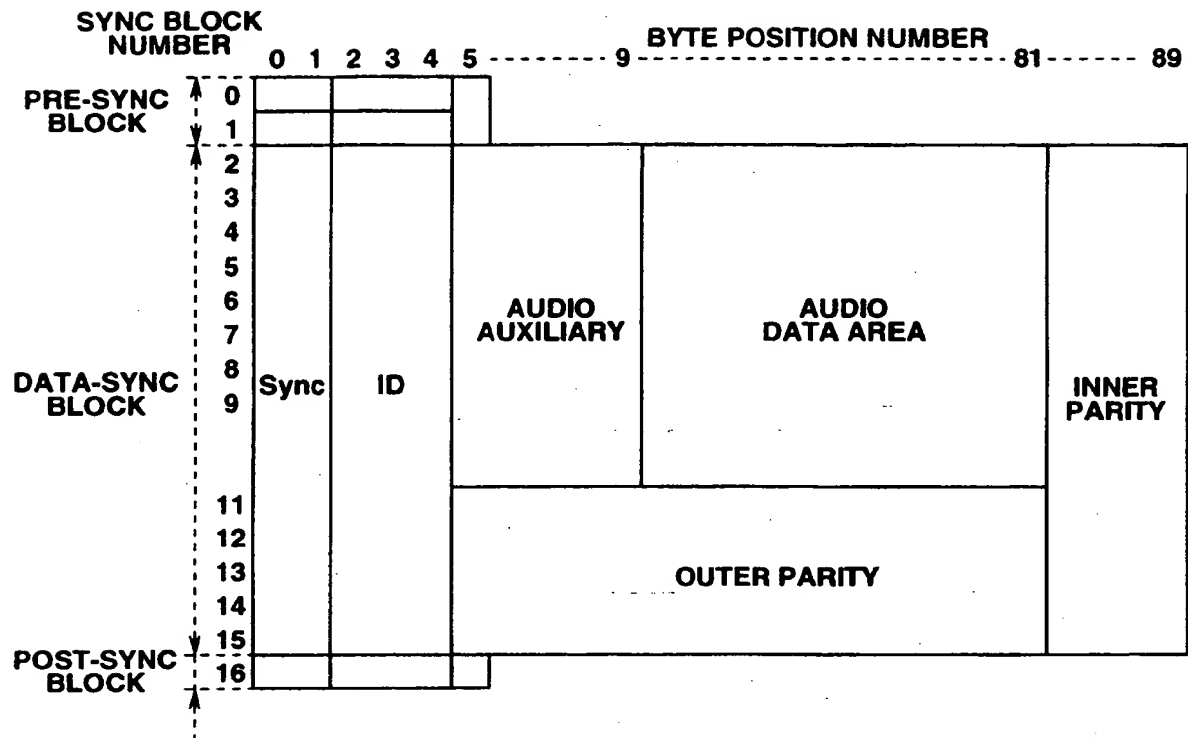 SYNC BLOCK
NUMBER
BYTE POSITION NUMBER
0 1 2 3 4 5 9 81 89
PRE-SYNC
BLOCK
0
1
DATA-SYNC
BLOCK
2
3
4
5
6
7
8
9
11
12
13
14
15
Sync
ID
AUDIO
AUXILIARY
AUDIO
DATA AREA
INNER
PARITY
OUTER PARITY
POST-SYNC
BLOCK
16